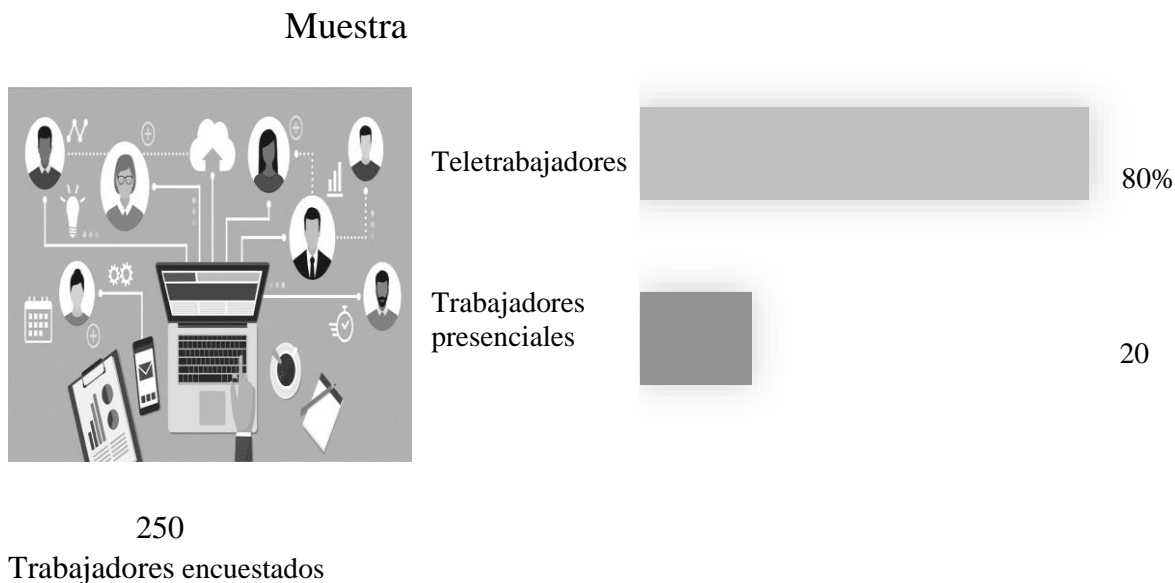 Muestra
Teletrabajadores
80%
Trabajadores
presenciales
20
250
Trabajadores encuestados